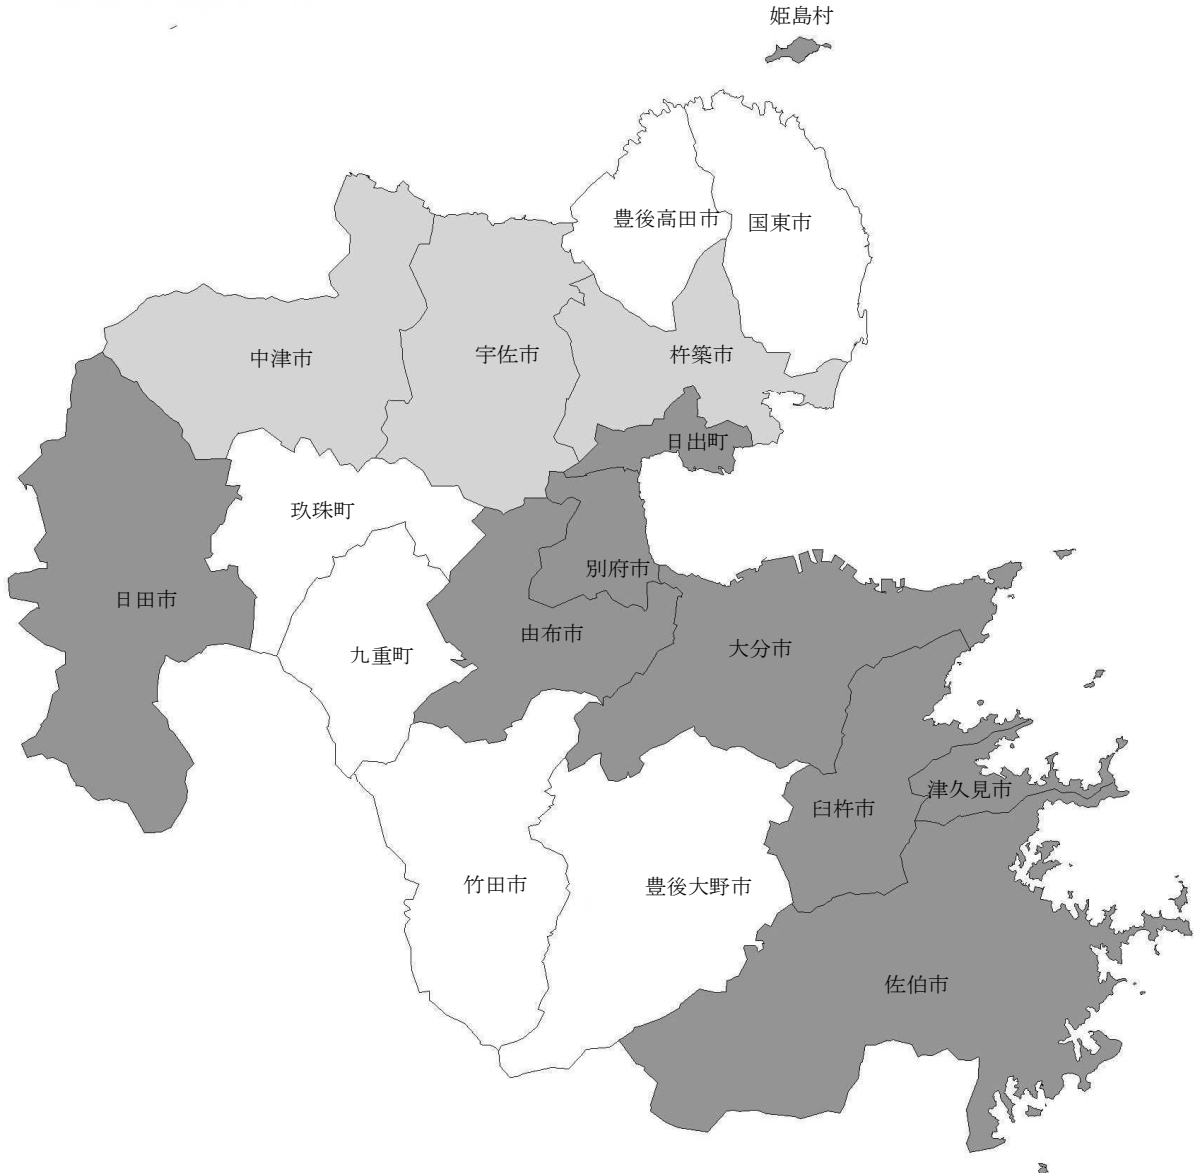 姫島村
豊後高田市
国東市
中津市
宇佐市
杵築市
日出町
玖珠町
別府市
日田市
由布市
九重町
大分市
津久見市
臼杵市
竹田市
豊後大野市
佐伯市